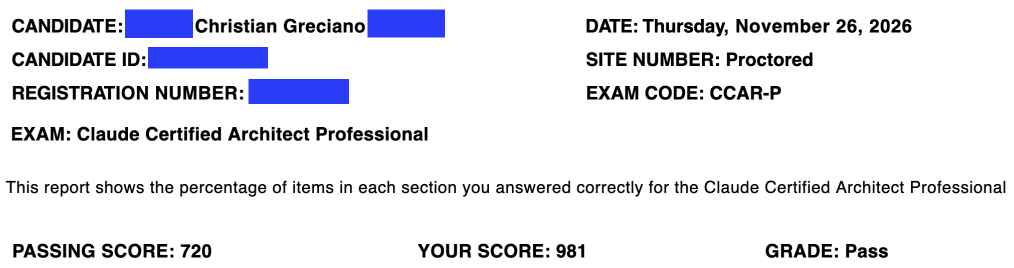 CANDIDATE: Christian Greciano
DATE: Thursday, November 26, 2026
CANDIDATE ID:
SITE NUMBER: Proctored
REGISTRATION NUMBER:
EXAM CODE: CCAR-P
EXAM: Claude Certified Architect Professional
This report shows the percentage of items in each section you answered correctly for the Claude Certified Architect Professional
PASSING SCORE: 720 YOUR SCORE: 981 GRADE: Pass